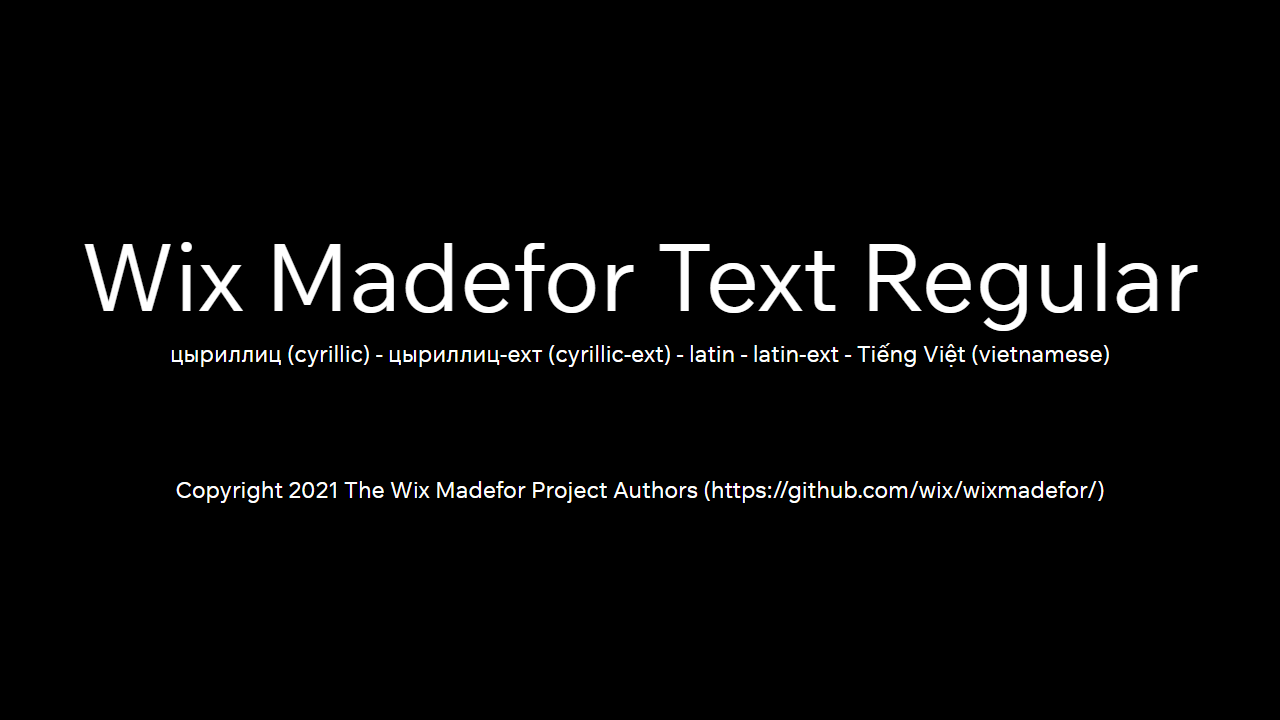 Wix Madefor Text Regular
цыриллиц (cyrillic) - цыриллиц-ехт (cyrillic-ext) - latin - latin-ext - Tiếng Việt (vietnamese)
Copyright 2021 The Wix Madefor Project Authors (https://github.com/wix/wixmadefor/)